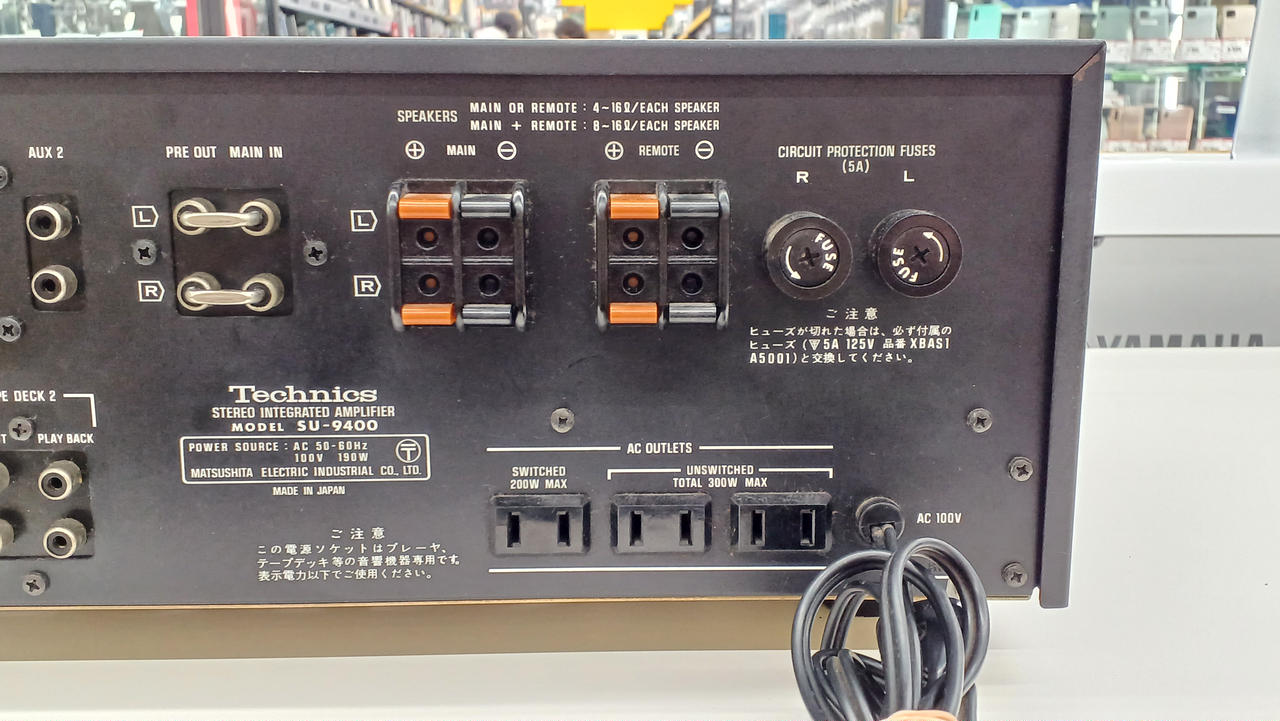 SPEAKERS
MAIN OR REMOTE : 4~16Ω/EACH SPEAKER
MAIN + REMOTE : 8~16Ω/EACH SPEAKER
AUX 2
PRE OUT MAIN IN
⊕ MAIN ⊖
⊕ REMOTE ⊖
CIRCUIT PROTECTION FUSES
(5A)
R L
L
R
L
R
FUSE
FUSE
ご注意
ヒューズが切れた場合は、必ず付属の
ヒューズ (▽5A 125V 品番 XBAS1
A5001)と交換してください。
YAMAHA
DECK 2
PLAY BACK
Technics
STEREO INTEGRATED AMPLIFIER
MODEL SU-9400
POWER SOURCE : AC 50-60Hz
100V 190W
T
MATSUSHITA ELECTRIC INDUSTRIAL CO., LTD.
MADE IN JAPAN
AC OUTLETS
SWITCHED
200W MAX
UNSWITCHED
TOTAL 300W MAX
AC 100V
ご注意
この電源ソケットはプレーヤ、
テープデッキ等の音響機器専用です。
表示電力以下でご使用ください。